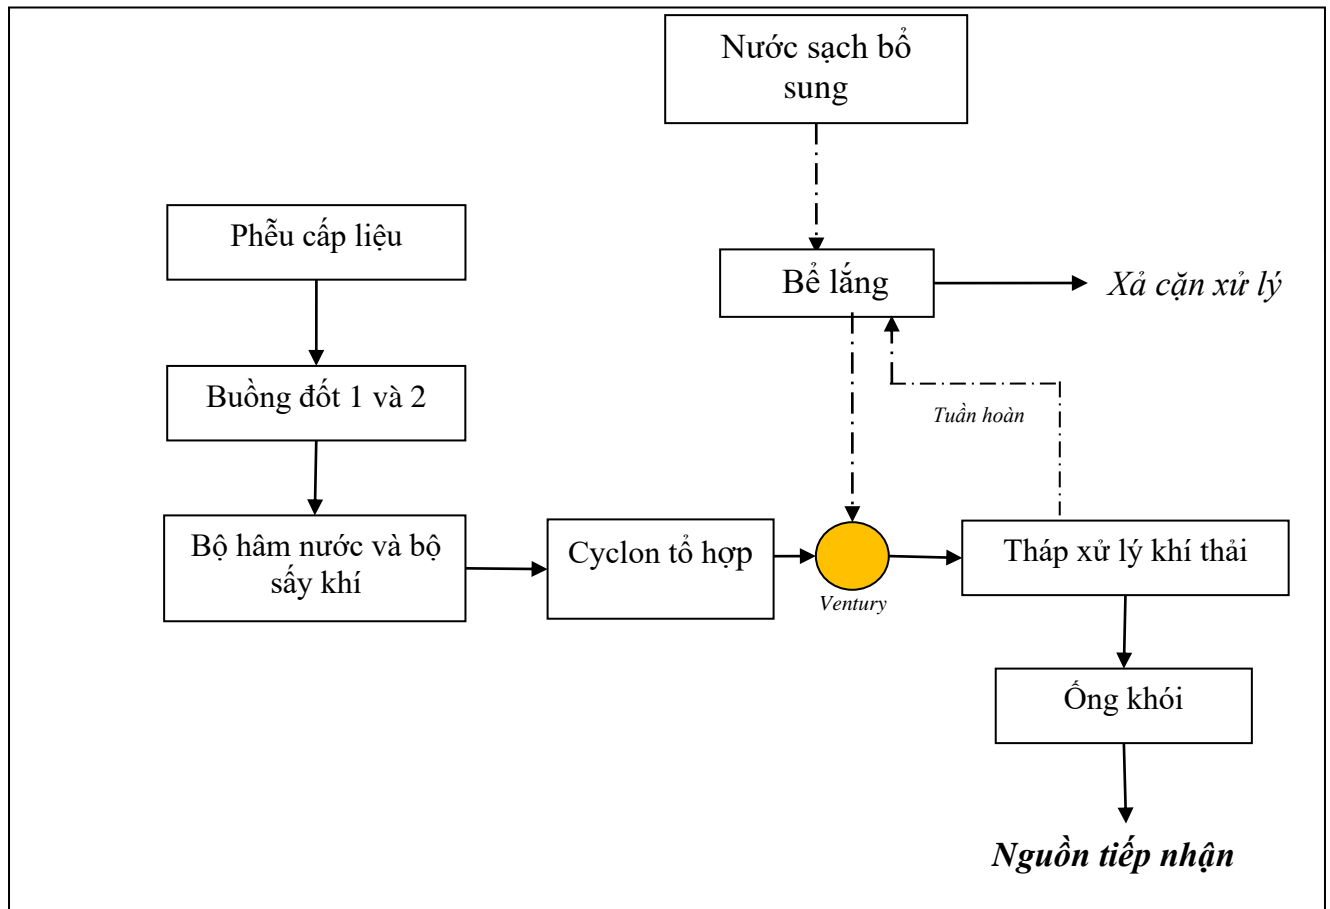 Nước sạch bổ
sung
Phễu cấp liệu
Bể lắng
Xả cặn xử lý
Buồng đốt 1 và 2
Tuần hoàn
Bộ hâm nước và bộ
sấy khí
Cyclon tổ hợp
Ventury
Tháp xử lý khí thải
Ống khói
Nguồn tiếp nhận